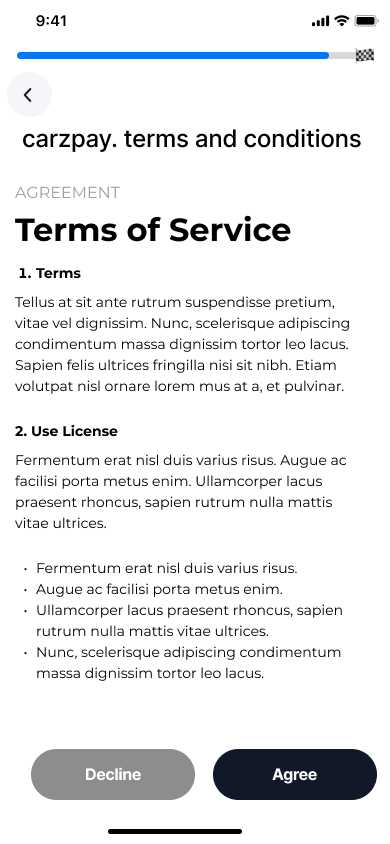 9:41
carzpay. terms and conditions
AGREEMENT
Terms of Service
1. Terms
Tellus at sit ante rutrum suspendisse pretium,
vitae vel dignissim. Nunc, scelerisque adipiscing
condimentum massa dignissim tortor leo lacus.
Sapien felis ultrices fringilla nisi sit nibh. Etiam
volutpat nisl ornare lorem mus at a, et pulvinar.
2. Use License
Fermentum erat nisl duis varius risus. Augue ac
facilisi porta metus enim. Ullamcorper lacus
praesent rhoncus, sapien rutrum nulla mattis
vitae ultrices.
• Fermentum erat nisl duis varius risus.
• Augue ac facilisi porta metus enim.
• Ullamcorper lacus praesent rhoncus, sapien
rutrum nulla mattis vitae ultrices.
• Nunc, scelerisque adipiscing condimentum
massa dignissim tortor leo lacus.
Decline
Agree